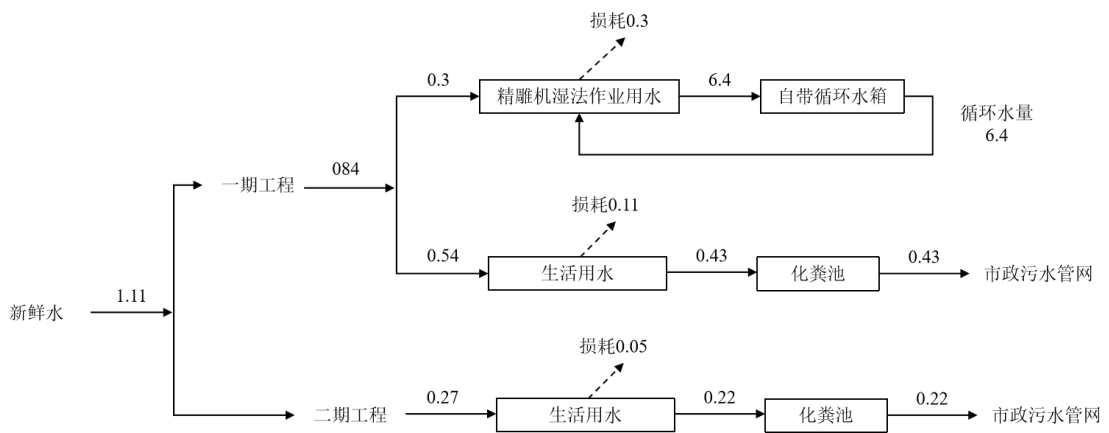 损耗0.3
0.3
精雕机湿法作业用水
6.4
自带循环水箱
循环水量
6.4
一期工程
084
损耗0.11
0.54
生活用水
0.43
化粪池
0.43
市政污水管网
新鲜水
1.11
损耗0.05
二期工程
0.27
生活用水
0.22
化粪池
0.22
市政污水管网